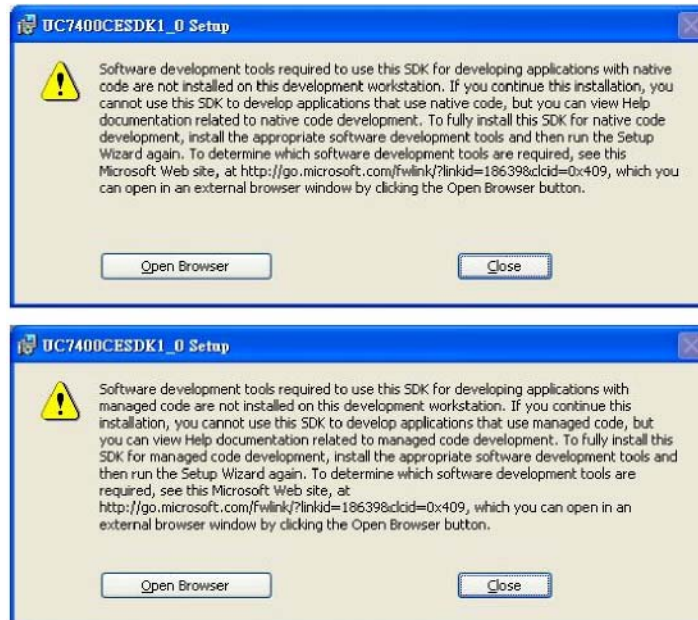 UC7400CESDK1_0 Setup
Software development tools required to use this SDK for developing applications with native
code are not installed on this development workstation. If you continue this installation, you
cannot use this SDK to develop applications that use native code, but you can view Help
documentation related to native code development. To fully install this SDK for native code
development, install the appropriate software development tools and then run the Setup
Wizard again. To determine which software development tools are required, see this
Microsoft Web site, at http://go.microsoft.com/fwlink/?linkid=18639&clcid=0x409, which you
can open in an external browser window by clicking the Open Browser button.
Open Browser
Close
UC7400CESDK1_0 Setup
Software development tools required to use this SDK for developing applications with
managed code are not installed on this development workstation. If you continue this
installation, you cannot use this SDK to develop applications that use managed code, but
you can view Help documentation related to managed code development. To fully install this
SDK for managed code development, install the appropriate software development tools and
then run the Setup Wizard again. To determine which software development tools are
required, see this Microsoft Web site, at
http://go.microsoft.com/fwlink/?linkid=18639&clcid=0x409, which you can open in an
external browser window by clicking the Open Browser button.
Open Browser
Close